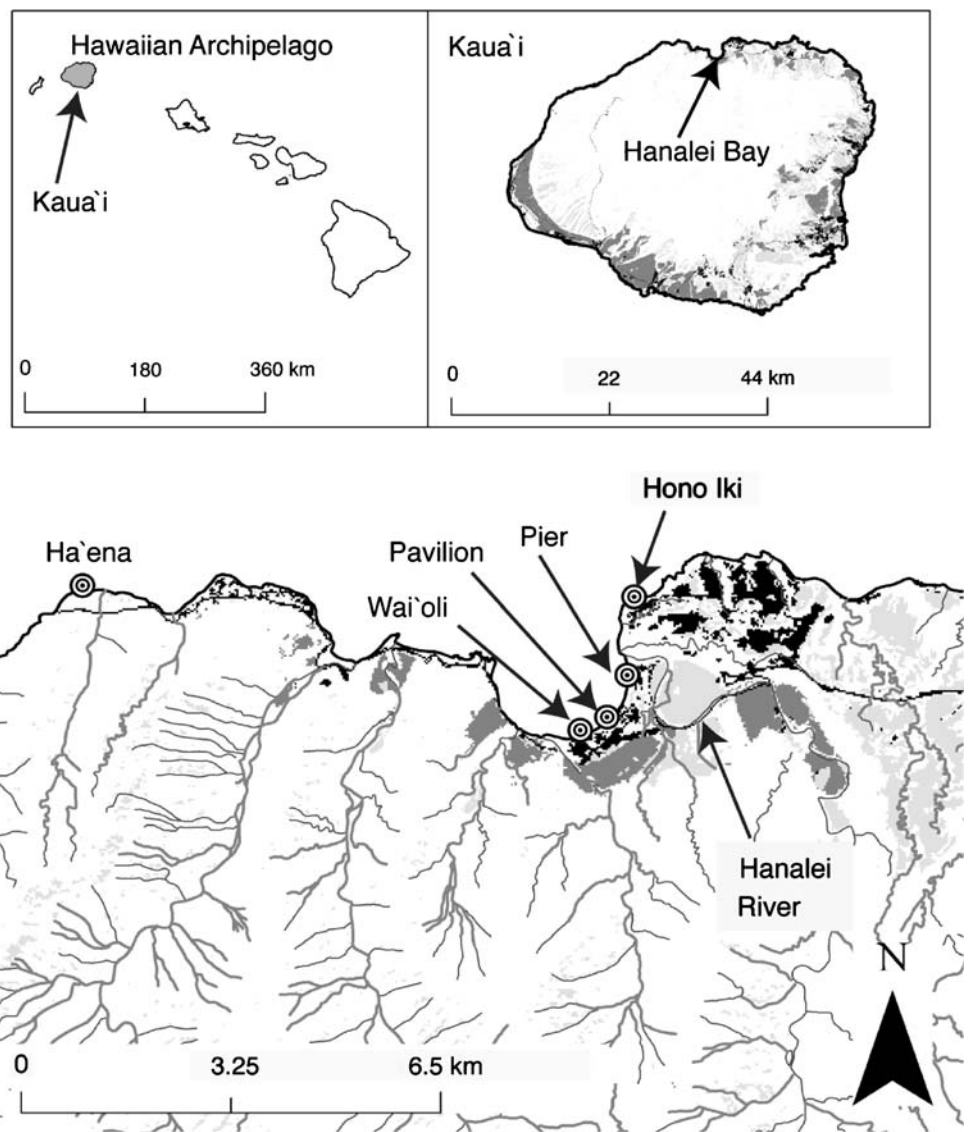 Hawaiian Archipelago
Kaua`i
0 180 360 km
Kaua`i
Hanalei Bay
0 22 44 km
Hono Iki
Pier
Ha`ena
Pavilion
Wai`oli
Hanalei
River
N
0 3.25 6.5 km